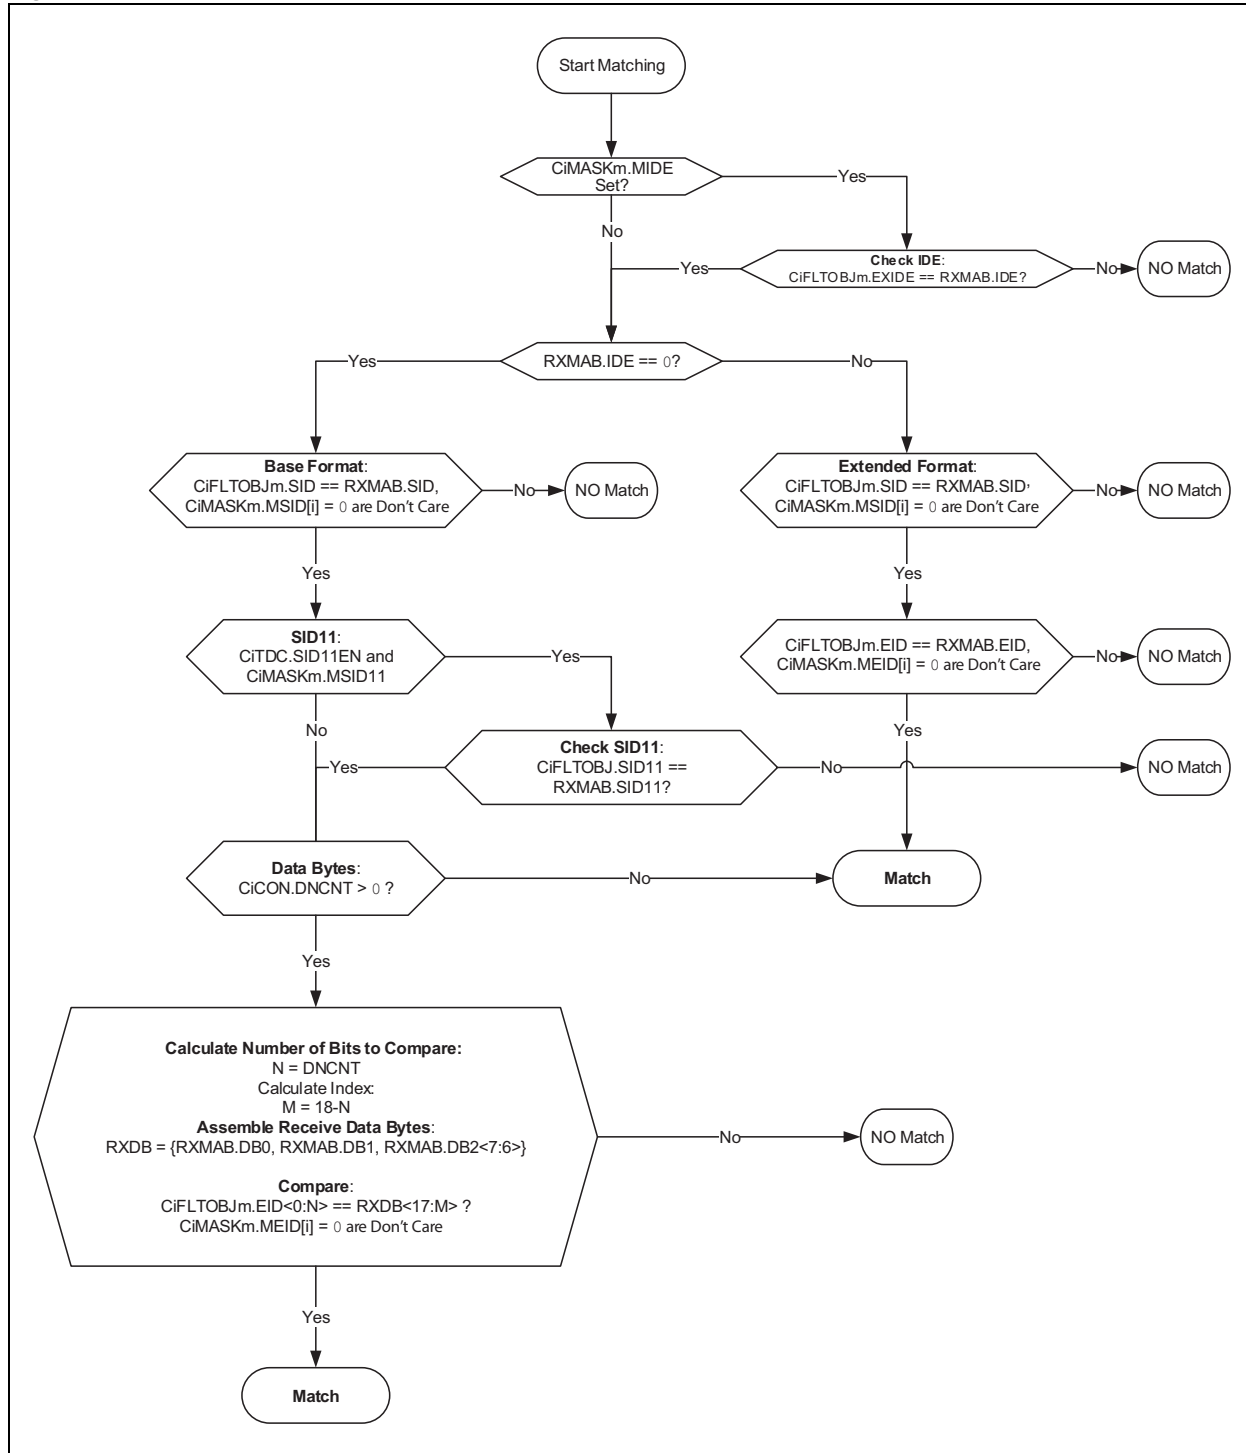 Start Matching
CiMASKm.MIDE
Set?
Yes
No
Check IDE:
CiFLTOBJm.EXIDE == RXMAB.IDE?
Yes
No
NO Match
RXMAB.IDE == 0?
Yes
No
Base Format:
CiFLTOBJm.SID == RXMAB.SID,
CiMASKm.MSID[i] = 0 are Don't Care
No
NO Match
Extended Format:
CiFLTOBJm.SID == RXMAB.SID,
CiMASKm.MSID[i] = 0 are Don't Care
No
NO Match
Yes
Yes
SID11:
CiTDC.SID11EN and
CiMASKm.MSID11
Yes
CiFLTOBJm.EID == RXMAB.EID,
CiMASKm.MEID[i] = 0 are Don't Care
No
NO Match
No
Yes
Check SID11:
CiFLTOBJ.SID11 ==
RXMAB.SID11?
Yes
No
NO Match
Data Bytes:
CiCON.DNCNT > 0 ?
No
Match
Yes
Calculate Number of Bits to Compare:
N = DNCNT
Calculate Index:
M = 18-N
Assemble Receive Data Bytes:
RXDB = {RXMAB.DB0, RXMAB.DB1, RXMAB.DB2<7:6>}
Compare:
CiFLTOBJm.EID<0:N> == RXDB<17:M> ?
CiMASKm.MEID[i] = 0 are Don't Care
No
NO Match
Yes
Match